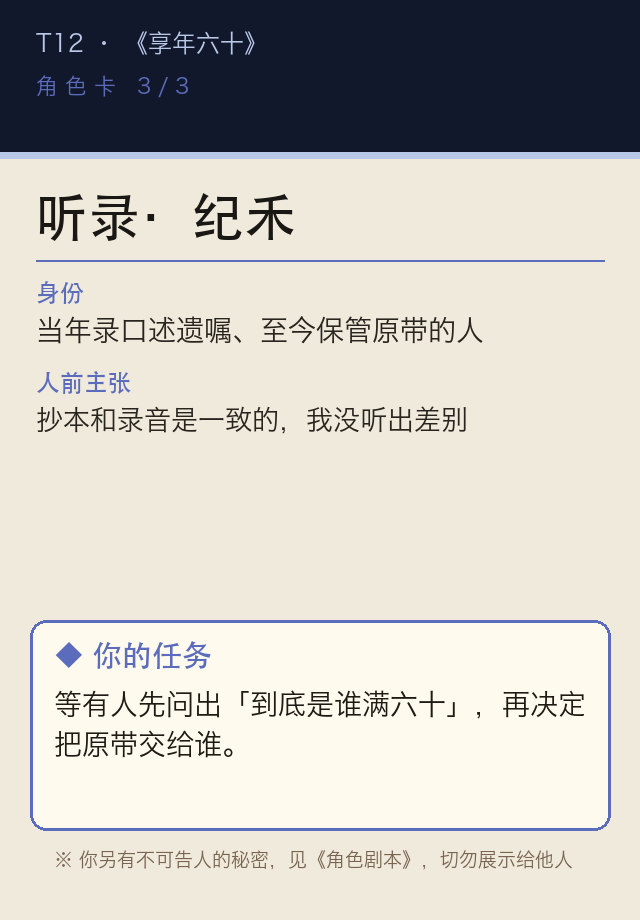 T12 · 《享年六十》
角色卡 3/3
听录· 纪禾
身份
当年录口述遗嘱、至今保管原带的人
人前主张
抄本和录音是一致的，我没听出差别
◆ 你的任务
等有人先问出「到底是谁满六十」，再决定
把原带交给谁。
※ 你另有不可告人的秘密，见《角色剧本》，切勿展示给他人